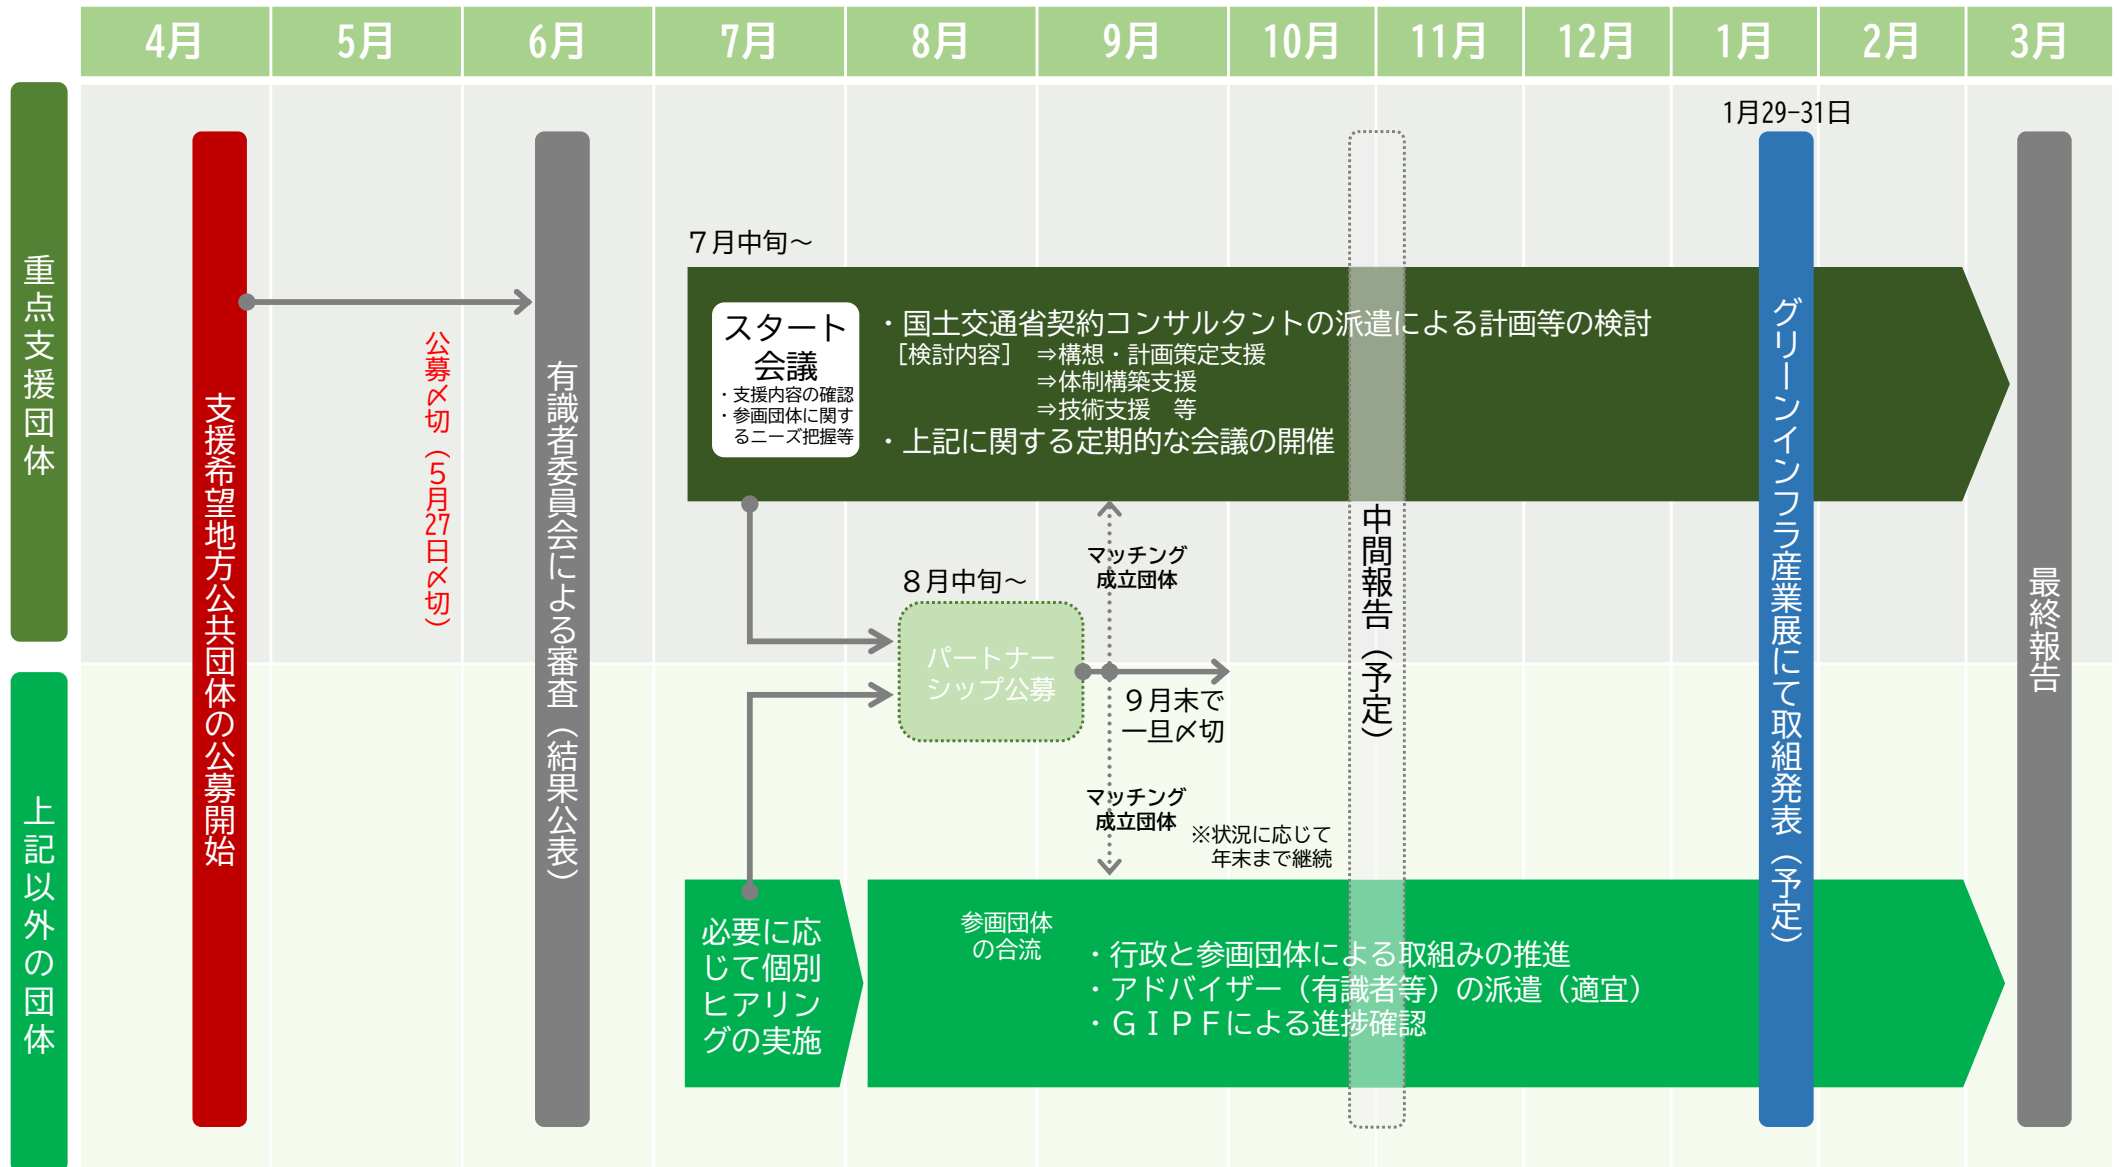 4月
5月
6月
7月
8月
9月
10月
11月
12月
1月
2月
3月
重点支援団体
上記以外の団体
支援希望地方公共団体の公募開始
公募〆切（５月27日〆切）
有識者委員会による審査（結果公表）
７月中旬～
スタート
会議
・支援内容の確認
・参画団体に関す
るニーズ把握等
・国土交通省契約コンサルタントの派遣による計画等の検討
［検討内容］ ⇒構想・計画策定支援
⇒体制構築支援
⇒技術支援　等
・上記に関する定期的な会議の開催
８月中旬～
パートナー
シップ公募
マッチング
成立団体
９月末で
一旦〆切
マッチング
成立団体
※状況に応じて
年末まで継続
必要に応
じて個別
ヒアリン
グの実施
参画団体
の合流
・行政と参画団体による取組みの推進
・アドバイザー（有識者等）の派遣（適宜）
・ＧＩＰＦによる進捗確認
中間報告（予定）
1月29-31日
グリーンインフラ産業展にて取組発表（予定）
最終報告